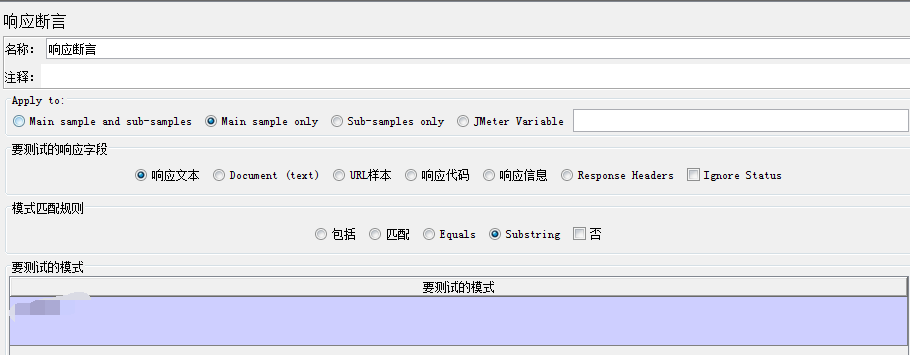 响应断言
名称： 响应断言
注释：
Apply to:
Main sample and sub-samples Main sample only Sub-samples only JMeter Variable
要测试的响应字段
响应文本 Document (text) URL样本 响应代码 响应信息 Response Headers Ignore Status
模式匹配规则
包括 匹配 Equals Substring 否
要测试的模式
要测试的模式